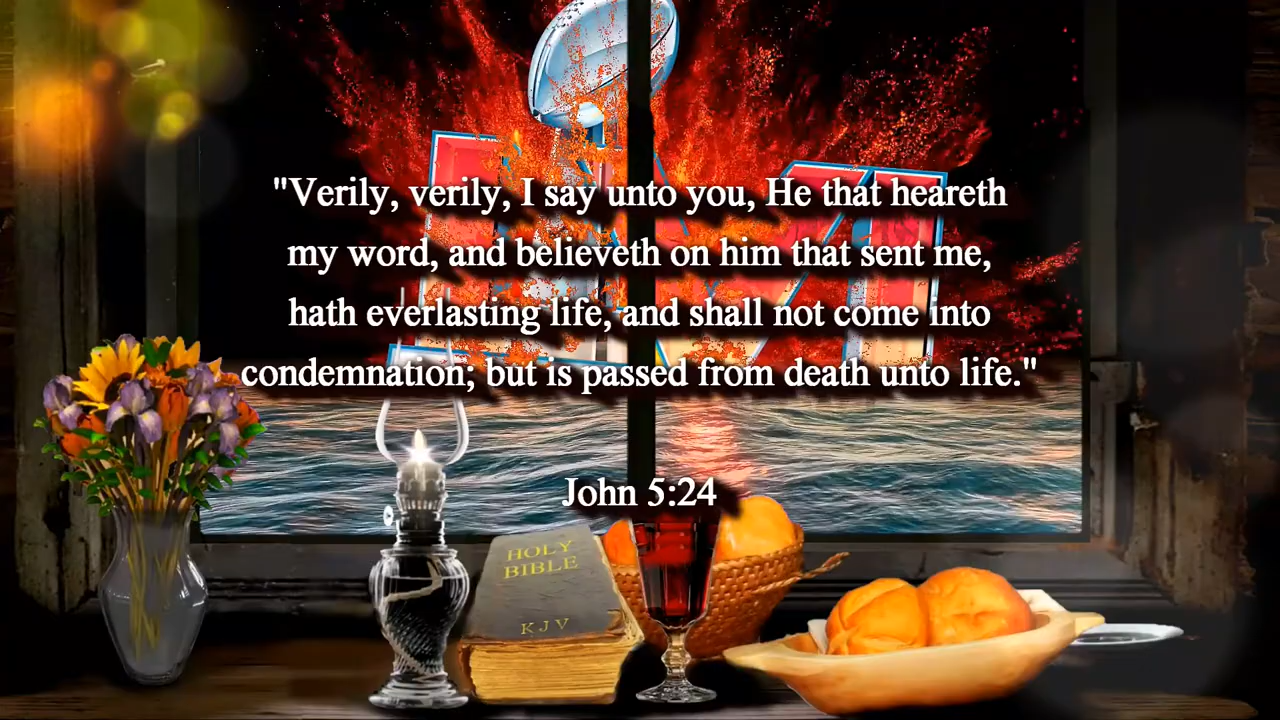 "Verily, verily, I say unto you, He that heareth
my word, and believeth on him that sent me,
hath everlasting life, and shall not come into
condemnation; but is passed from death unto life."
John 5:24
HOLY
BIBLE
KJV